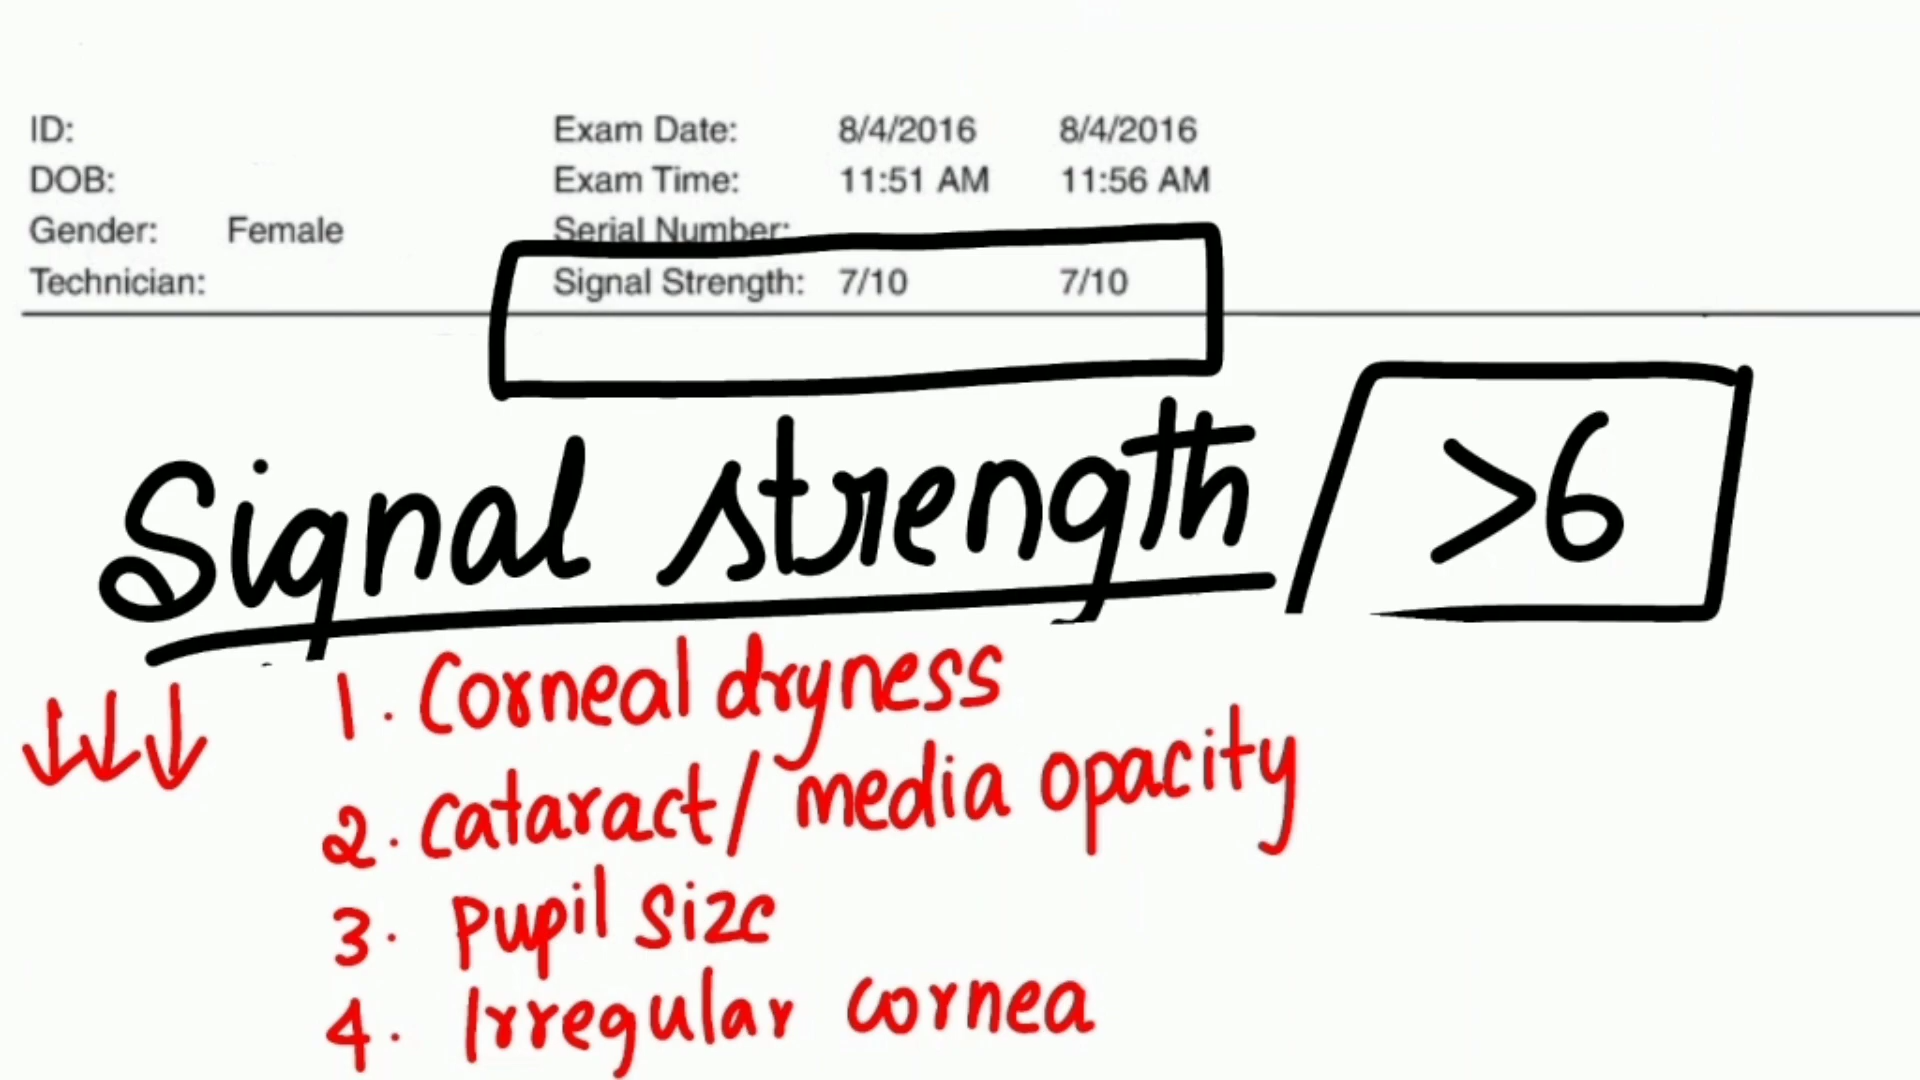 ID: Exam Date: 8/4/2016 8/4/2016
DOB: Exam Time: 11:51 AM 11:56 AM
Gender: Female Serial Number:
Technician: Signal Strength: 7/10 7/10
Signal strength / >6
1. Corneal dryness
2. Cataract/ media opacity
3. Pupil size
4. Irregular cornea